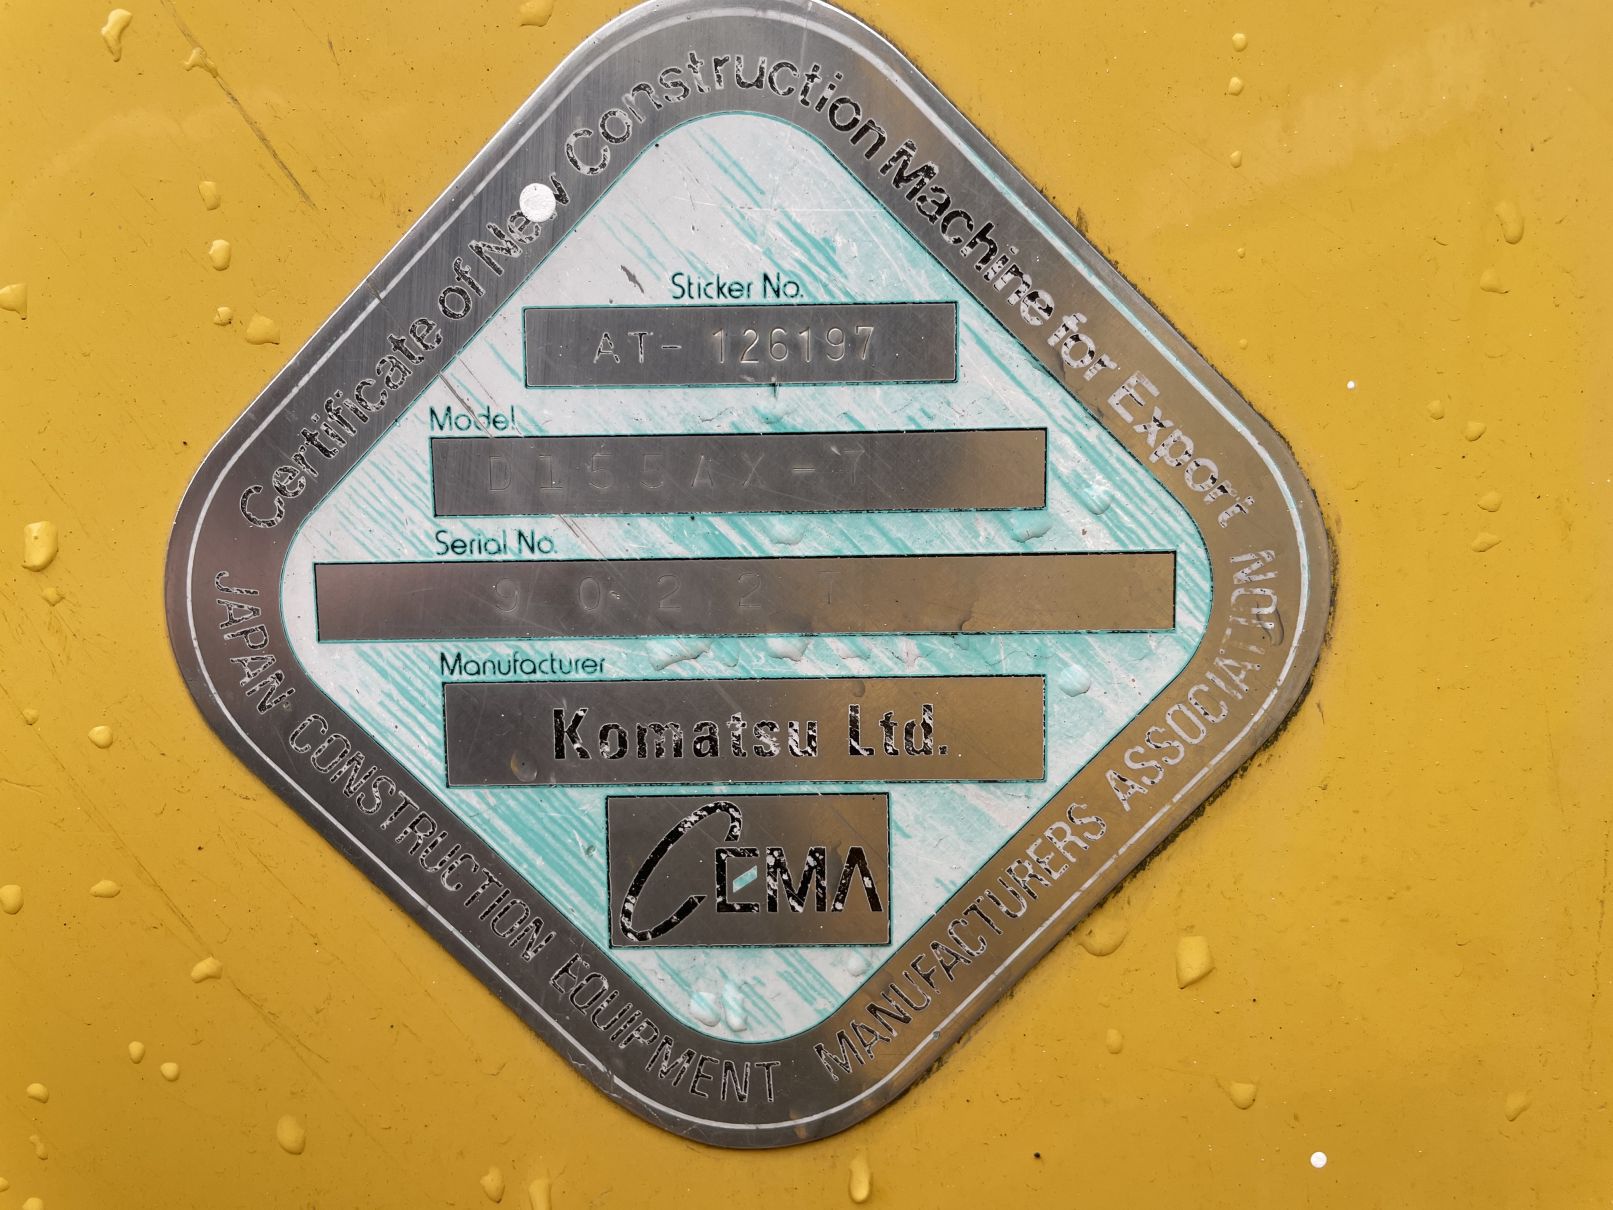 Certificate of New Construction Machine for Export
Sticker No.
AT- 126197
Model
D155AX-7
Serial No.
90227
Manufacturer
Komatsu Ltd.
CEMA
JAPAN CONSTRUCTION EQUIPMENT MANUFACTURERS ASSOCIATION